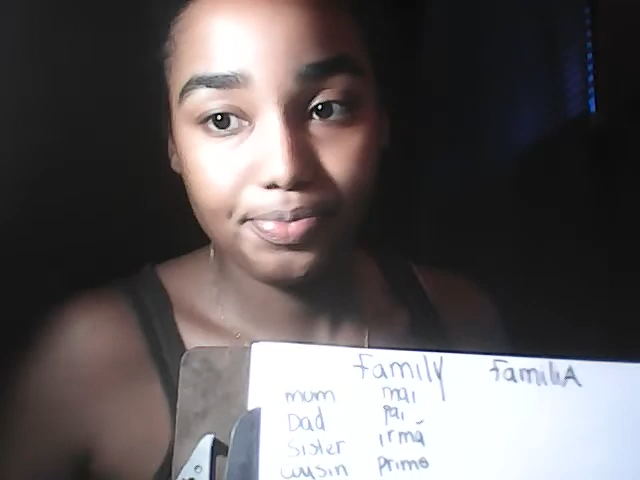 Family FamiliA
mum mai
Dad pai
Sister irmã
cousin primo